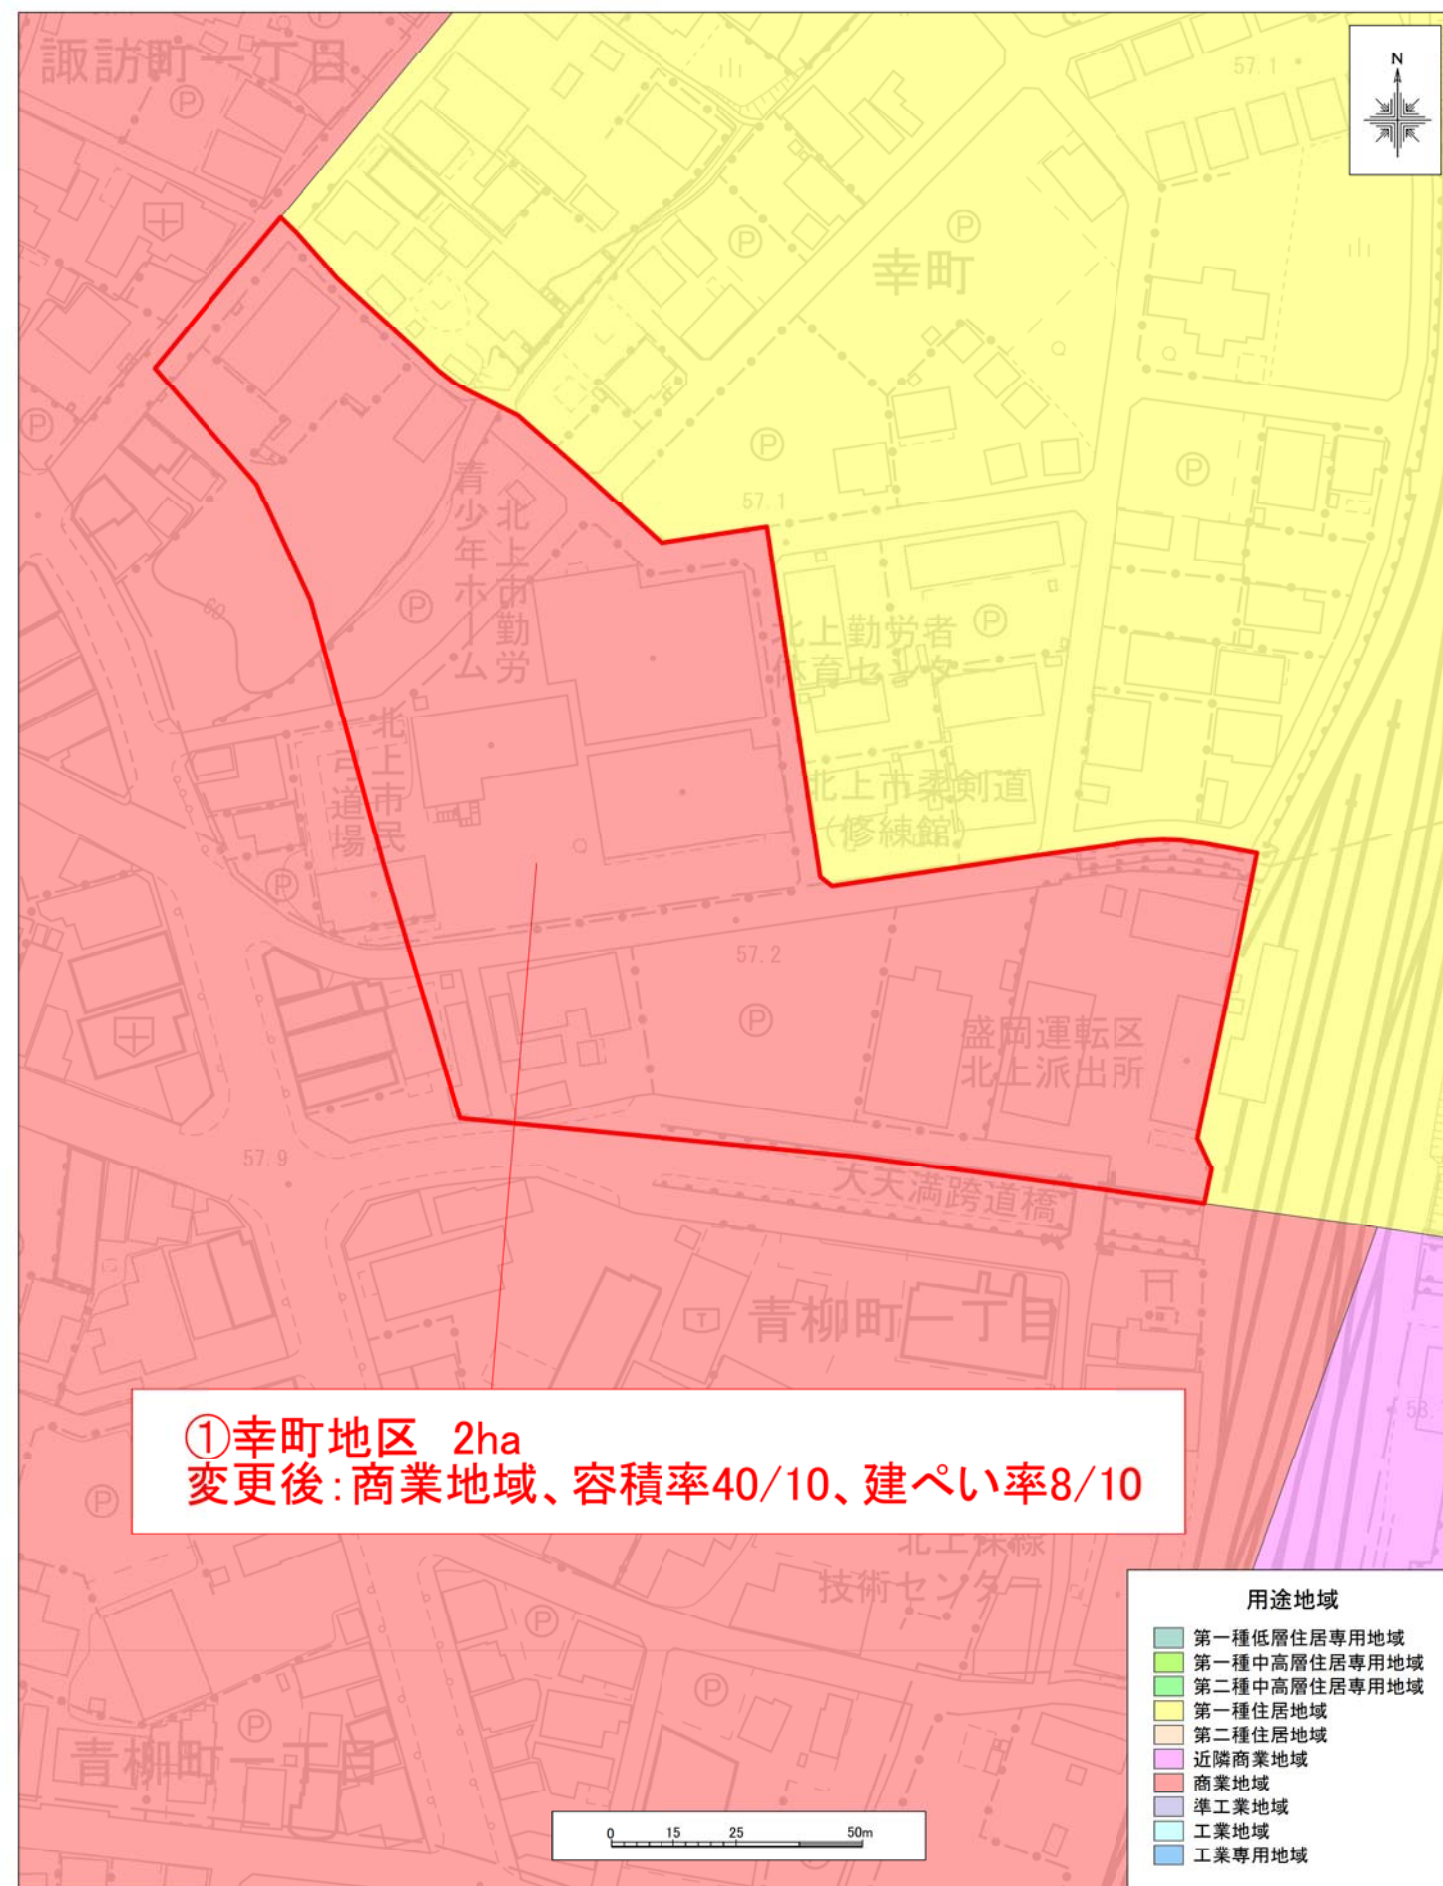 諏訪町一丁目
57.1
N
Ⓟ
Ⓟ
Ⓟ
幸町
Ⓟ
Ⓟ
Ⓟ
57.1
北上市勤労
青少年ホーム
60
Ⓟ
北上勤労者
体育センター
Ⓟ
北上市民
弓道場
北上市柔剣道
(修練館)
Ⓟ
57.2
Ⓟ
盛岡運転区
北上派出所
57.9
大天満跨道橋
青柳町一丁目
58.
①幸町地区 2ha
変更後:商業地域、容積率40/10、建ぺい率8/10
Ⓟ
技術センター
Ⓟ
Ⓟ
Ⓟ
青柳町一丁目
0 15 25 50m
用途地域
第一種低層住居専用地域
第一種中高層住居専用地域
第二種中高層住居専用地域
第一種住居地域
第二種住居地域
近隣商業地域
商業地域
準工業地域
工業地域
工業専用地域